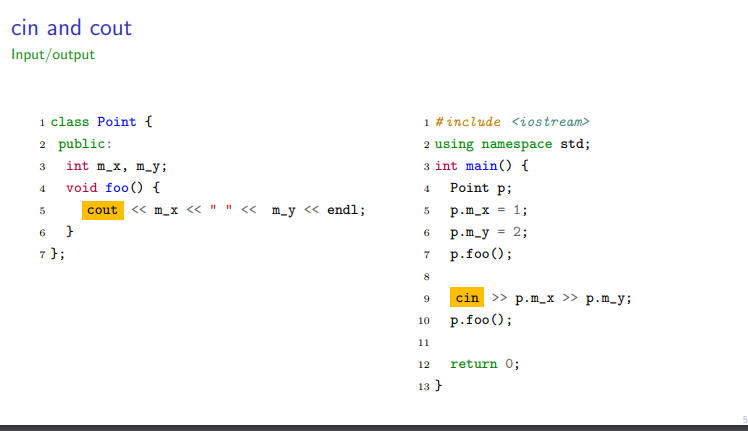 cin and cout
Input/output
1 class Point {
2 public:
3 int m_x, m_y;
4 void foo() {
5 cout << m_x << " " << m_y << endl;
6 }
7 };
1 #include <iostream>
2 using namespace std;
3 int main() {
4 Point p;
5 p.m_x = 1;
6 p.m_y = 2;
7 p.foo();
8
9 cin >> p.m_x >> p.m_y;
10 p.foo();
11
12 return 0;
13 }
5